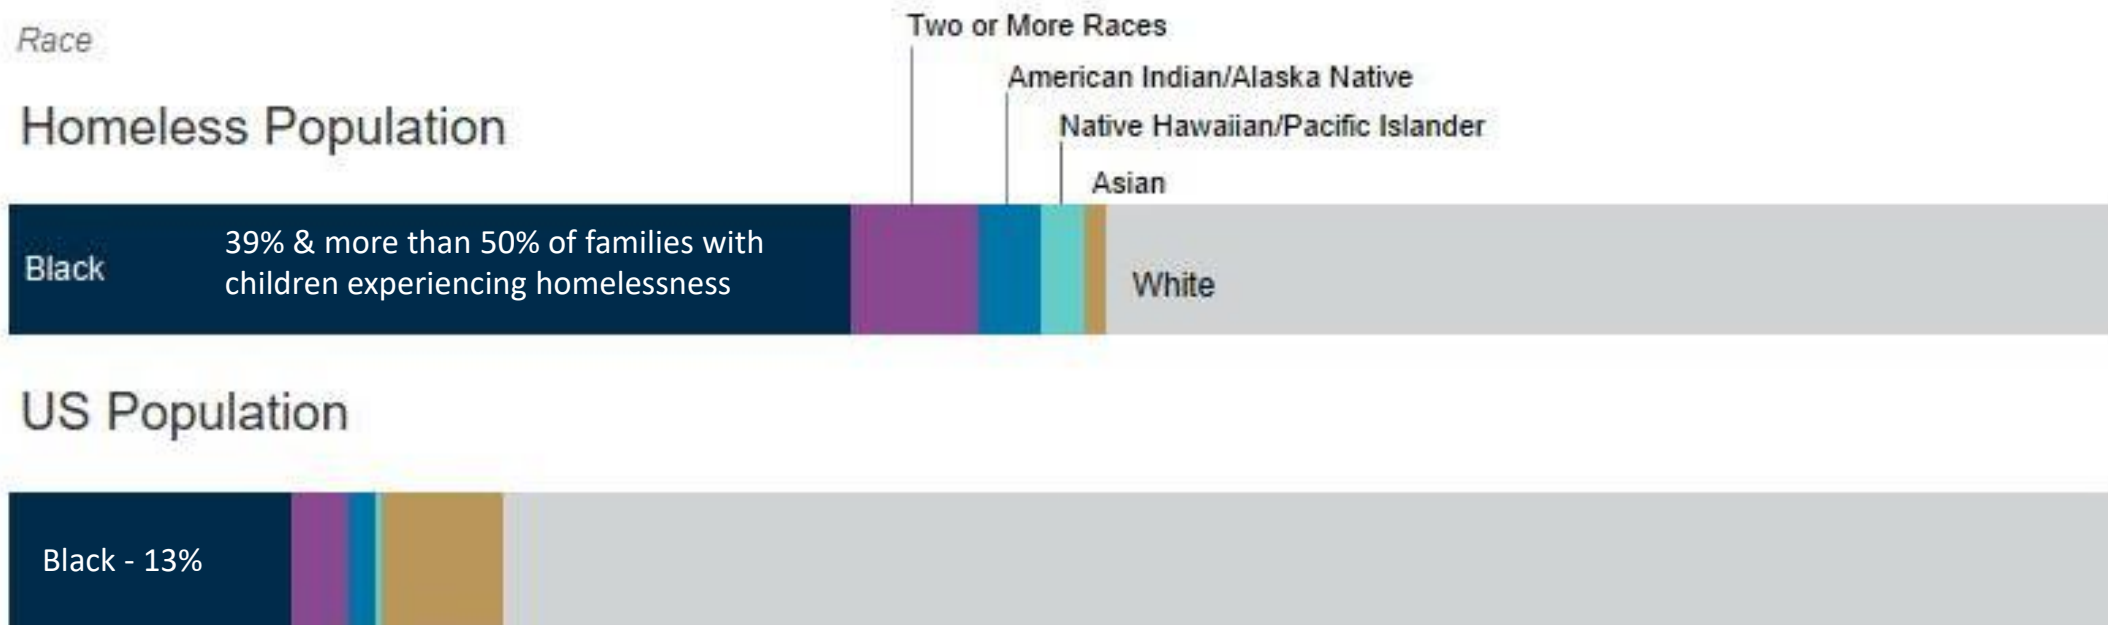 Race
Two or More Races
American Indian/Alaska Native
Homeless Population
Native Hawaiian/Pacific Islander
Asian
Black
39% & more than 50% of families with
children experiencing homelessness
White
US Population
Black - 13%